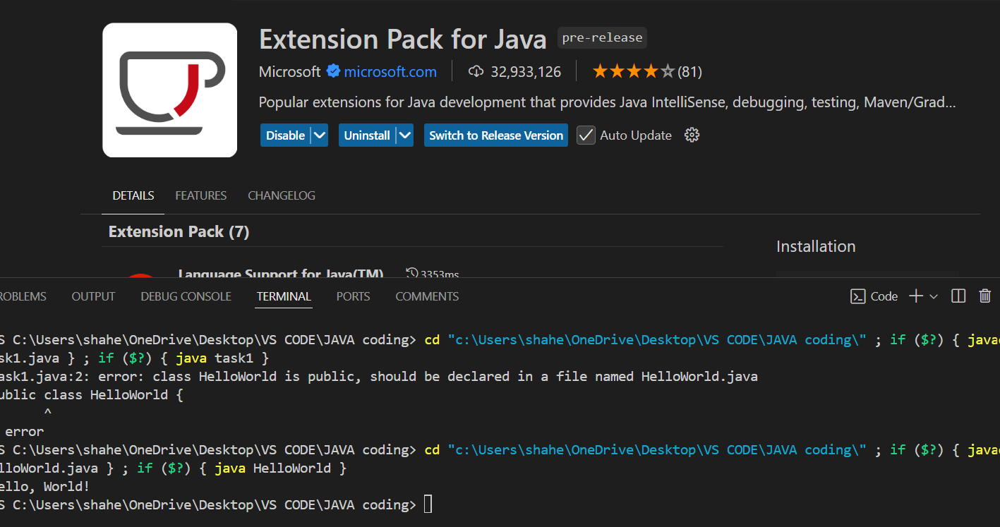 Extension Pack for Java pre-release
Microsoft microsoft.com 32,933,126 (81)
Popular extensions for Java development that provides Java IntelliSense, debugging, testing, Maven/Grad...
Disable Uninstall Switch to Release Version Auto Update
DETAILS FEATURES CHANGELOG
Extension Pack (7)
Installation
Language Support for Java(TM) 3353ms
ROBLEMS OUTPUT DEBUG CONSOLE TERMINAL PORTS COMMENTS Code
S C:\Users\shahe\OneDrive\Desktop\VS CODE\JAVA coding> cd "c:\Users\shahe\OneDrive\Desktop\VS CODE\JAVA coding\" ; if ($?) { java
sk1.java } ; if ($?) { java task1 }
ask1.java:2: error: class HelloWorld is public, should be declared in a file named HelloWorld.java
ublic class HelloWorld {
^
error
S C:\Users\shahe\OneDrive\Desktop\VS CODE\JAVA coding> cd "c:\Users\shahe\OneDrive\Desktop\VS CODE\JAVA coding\" ; if ($?) { java
lloWorld.java } ; if ($?) { java HelloWorld }
ello, World!
S C:\Users\shahe\OneDrive\Desktop\VS CODE\JAVA coding>